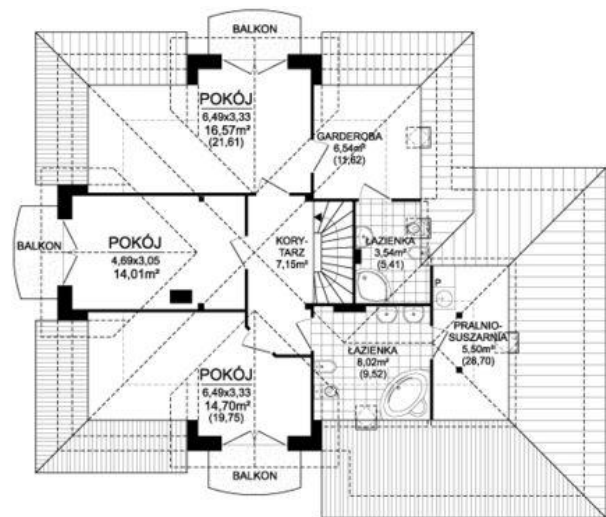 BALKON
POKÓJ
6,49x3,33
16,57m²
(21,61)
GARDEROBA
6,54m²
(11,62)
BALKON
POKÓJ
4,69x3,05
14,01m²
KORY-
TARZ
7,15m²
ŁAZIENKA
3,54m²
(5,41)
P
PRALNIO-
SUSZARNIA
5,50m²
(28,70)
ŁAZIENKA
8,02m²
(9,52)
POKÓJ
6,49x3,33
14,70m²
(19,75)
BALKON